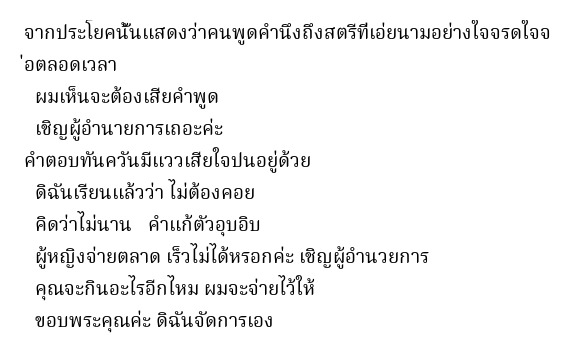 จากประโยคนั้นแสดงว่าคนพูดคำนึงถึงสตรีที่เอ่ยนามอย่างใจจรดใจจ
่อตลอดเวลา
ผมเห็นจะต้องเสียคำพูด
เชิญผู้อำนายการเถอะค่ะ
คำตอบทันควันมีแววเสียใจปนอยู่ด้วย
ดิฉันเรียนแล้วว่า ไม่ต้องคอย
คิดว่าไม่นาน คำแก้ตัวอุบอิบ
ผู้หญิงจ่ายตลาด เร็วไม่ได้หรอกค่ะ เชิญผู้อำนวยการ
คุณจะกินอะไรอีกไหม ผมจะจ่ายไว้ให้
ขอบพระคุณค่ะ ดิฉันจัดการเอง